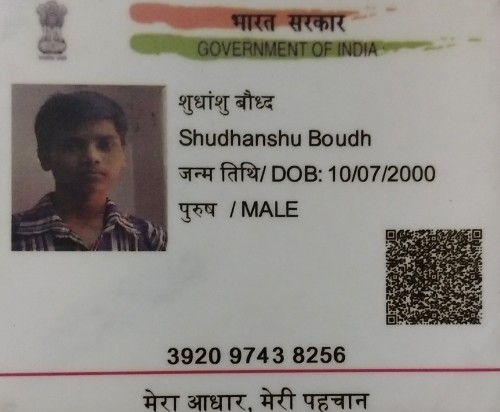 भारत सरकार
GOVERNMENT OF INDIA
शुधांशु बौध्द
Shudhanshu Boudh
जन्म तिथि/ DOB: 10/07/2000
पुरुष / MALE
3920 9743 8256
मेरा आधार, मेरी पहचान